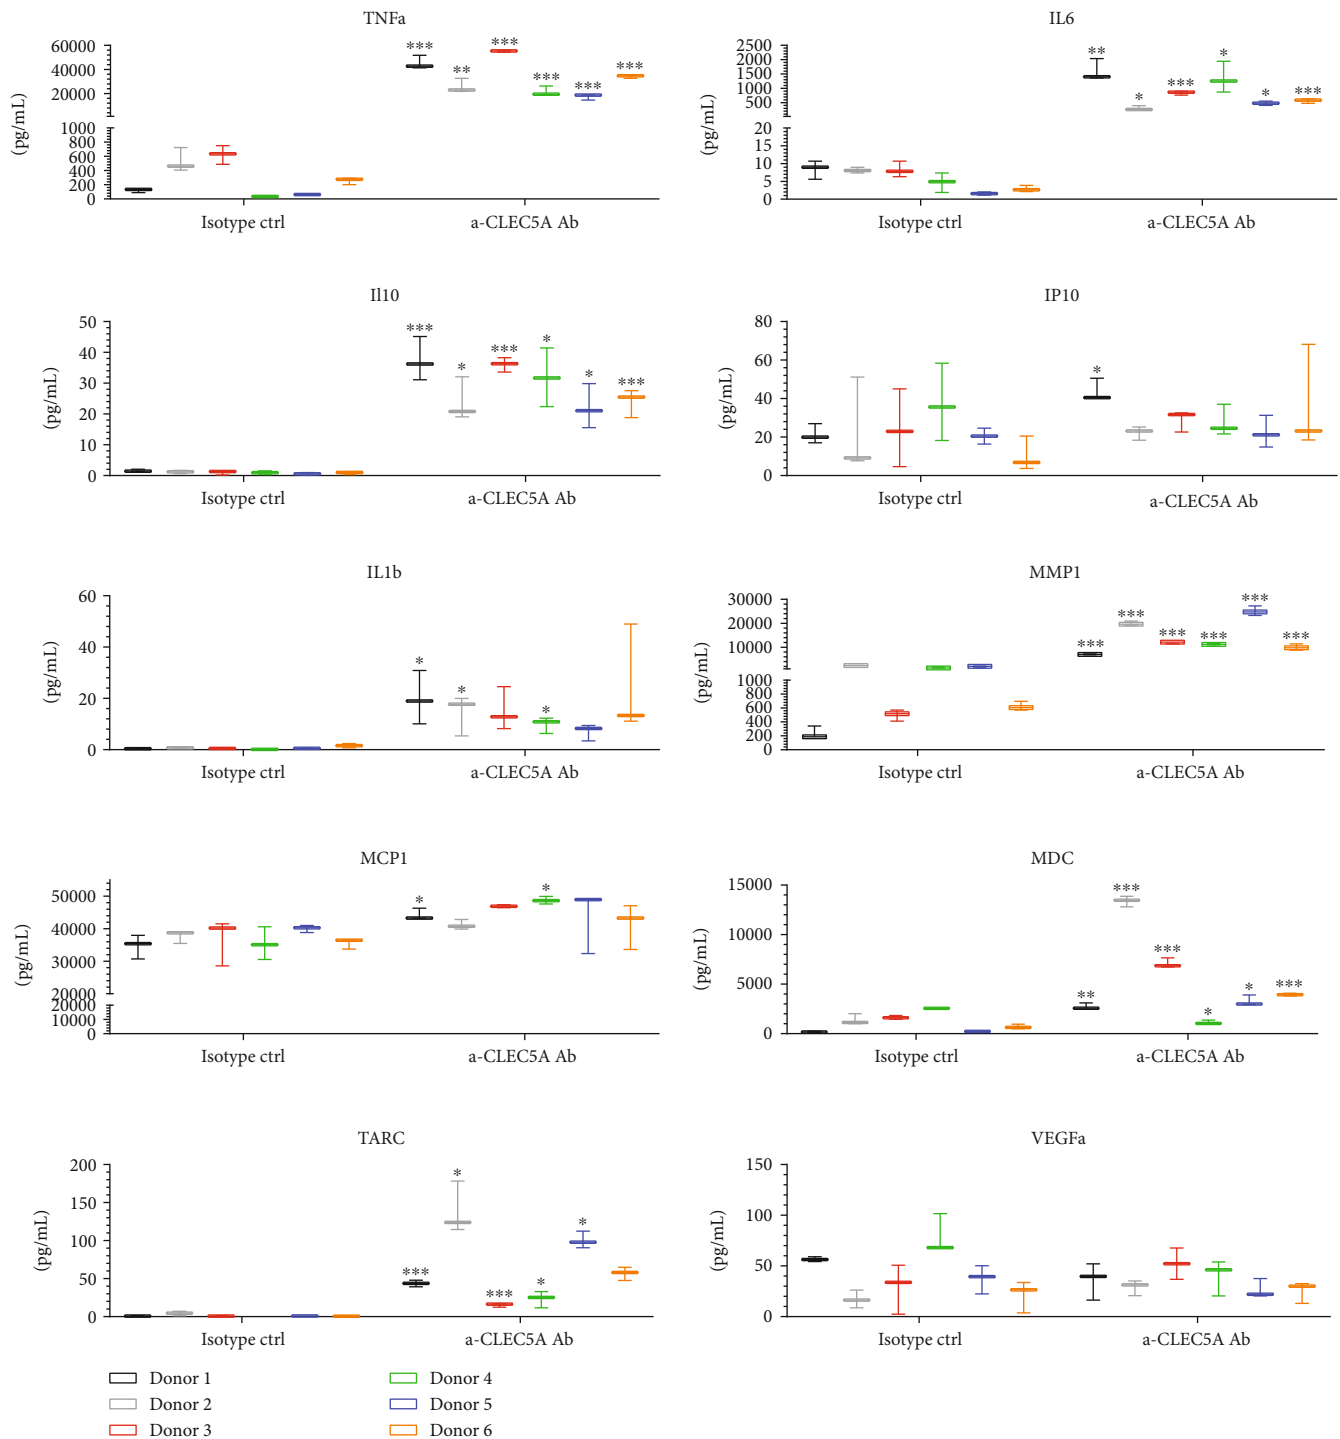 TNFa
(pg/mL)
60000
40000
20000
1000
800
600
400
200
0
*** ** *** *** *** ***
Isotype ctrl a-CLEC5A Ab
IL6
(pg/mL)
2500
2000
1500
1000
500
20
15
10
5
0
** * *** * * ***
Isotype ctrl a-CLEC5A Ab
Il10
(pg/mL)
50
40
30
20
10
0
*** * *** * * ***
Isotype ctrl a-CLEC5A Ab
IP10
(pg/mL)
80
60
40
20
0
*
Isotype ctrl a-CLEC5A Ab
IL1b
(pg/mL)
60
40
20
0
* * *
Isotype ctrl a-CLEC5A Ab
MMP1
(pg/mL)
30000
20000
10000
1000
800
600
400
200
0
*** *** *** *** *** ***
Isotype ctrl a-CLEC5A Ab
MCP1
(pg/mL)
50000
40000
30000
20000
20000
10000
0
* *
Isotype ctrl a-CLEC5A Ab
MDC
(pg/mL)
15000
10000
5000
0
** *** *** * * ***
Isotype ctrl a-CLEC5A Ab
TARC
(pg/mL)
200
150
100
50
0
*** * *** * *
Isotype ctrl a-CLEC5A Ab
VEGFa
(pg/mL)
150
100
50
0
Isotype ctrl a-CLEC5A Ab
Donor 1
Donor 2
Donor 3
Donor 4
Donor 5
Donor 6